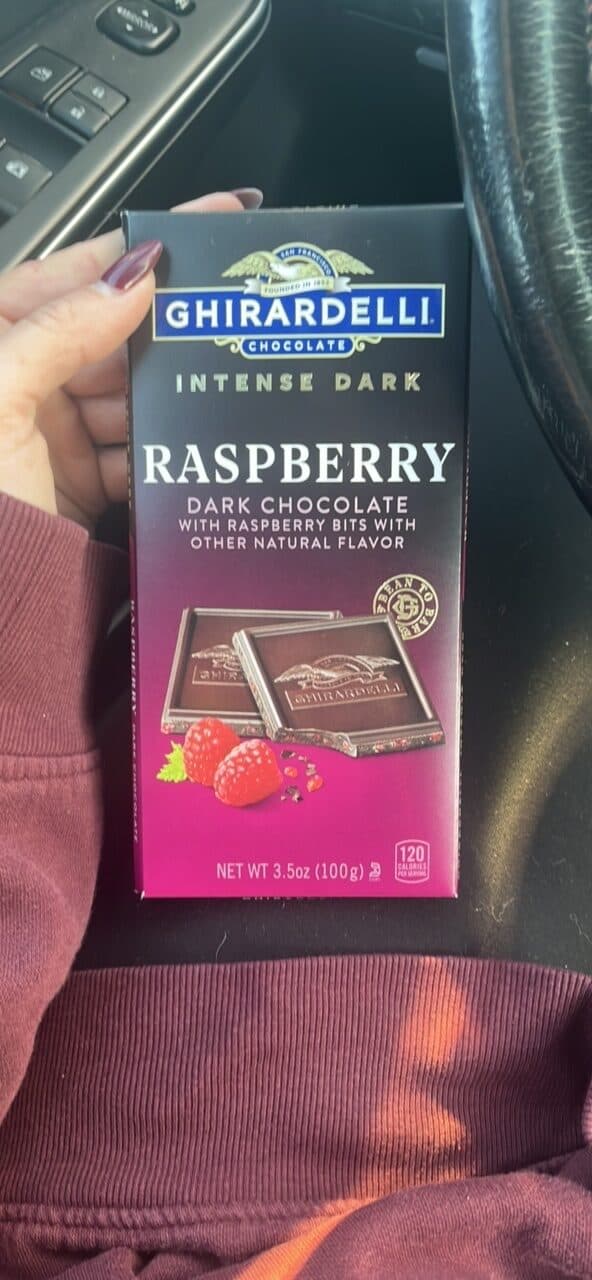 SAN FRANCISCO
FOUNDED IN 1852
GHIRARDELLI
CHOCOLATE
INTENSE DARK
RASPBERRY
DARK CHOCOLATE
WITH RASPBERRY BITS WITH
OTHER NATURAL FLAVOR
BEAN TO BAR
GHIRARDELLI
NET WT 3.5oz (100g)
120
CALORIES
PER SERVING